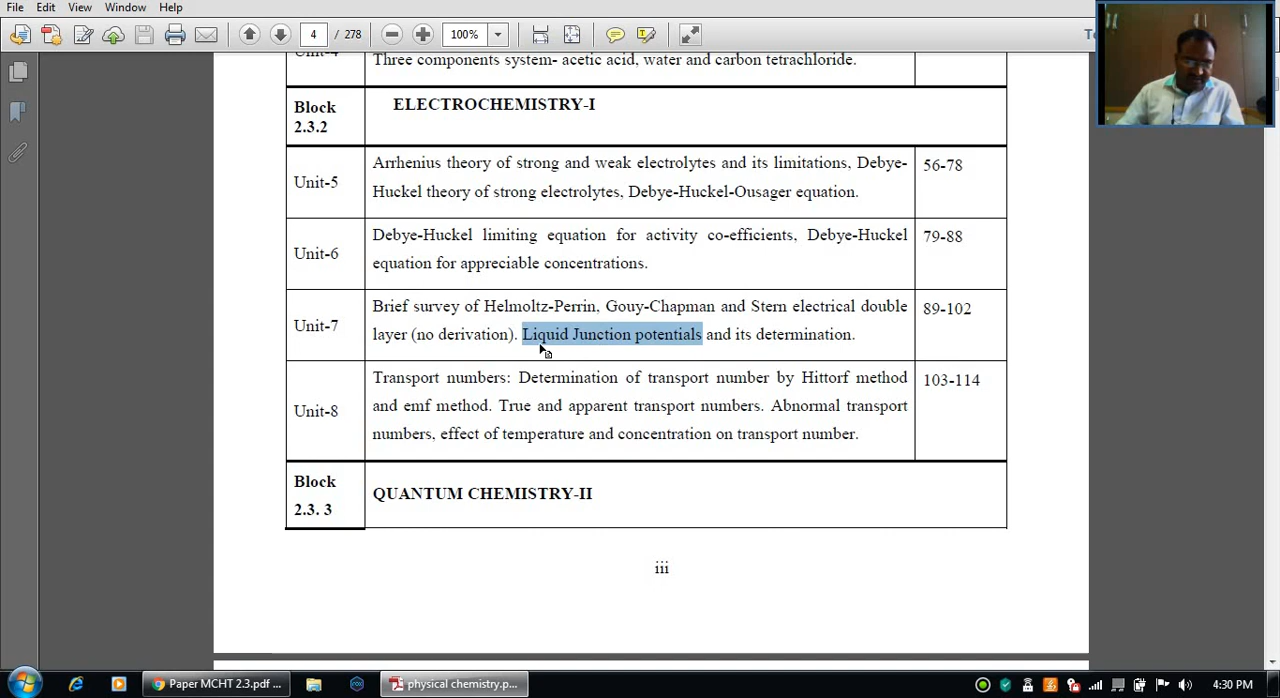 File Edit View Window Help
4 / 278 100%
Unit-4 Three components system- acetic acid, water and carbon tetrachloride.
Block ELECTROCHEMISTRY-I
2.3.2
Arrhenius theory of strong and weak electrolytes and its limitations, Debye- 56-78
Unit-5
Huckel theory of strong electrolytes, Debye-Huckel-Ousager equation.
Debye-Huckel limiting equation for activity co-efficients, Debye-Huckel 79-88
Unit-6
equation for appreciable concentrations.
Brief survey of Helmoltz-Perrin, Gouy-Chapman and Stern electrical double 89-102
Unit-7
layer (no derivation). Liquid Junction potentials and its determination.
Transport numbers: Determination of transport number by Hittorf method 103-114
Unit-8 and emf method. True and apparent transport numbers. Abnormal transport
numbers, effect of temperature and concentration on transport number.
Block
QUANTUM CHEMISTRY-II
2.3. 3
iii
Paper MCHT 2.3.pdf ... physical chemistry.p... 4:30 PM